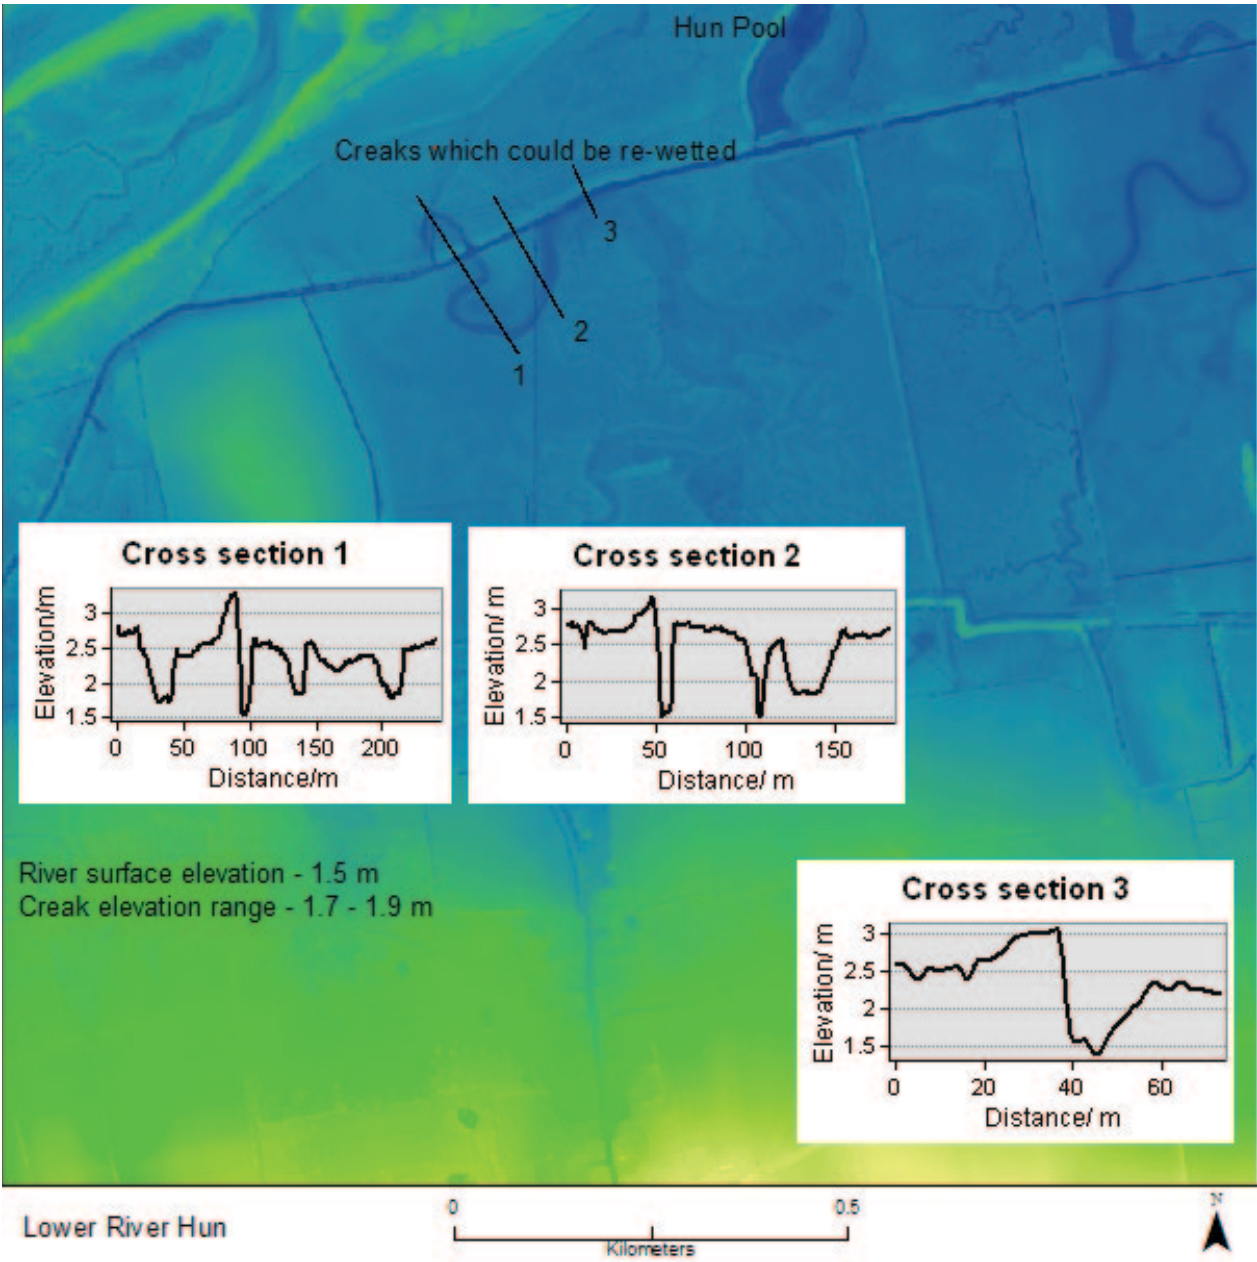 Hun Pool
Creaks which could be re-wetted
3
2
1
Cross section 1
Elevation/m
3
2.5
2
1.5
0 50 100 150 200
Distance/m
Cross section 2
Elevation/ m
3
2.5
2
1.5
0 50 100 150
Distance/ m
River surface elevation - 1.5 m
Creak elevation range - 1.7 - 1.9 m
Cross section 3
Elevation/ m
3
2.5
2
1.5
0 20 40 60
Distance/ m
Lower River Hun
0 0.5
Kilometers
N